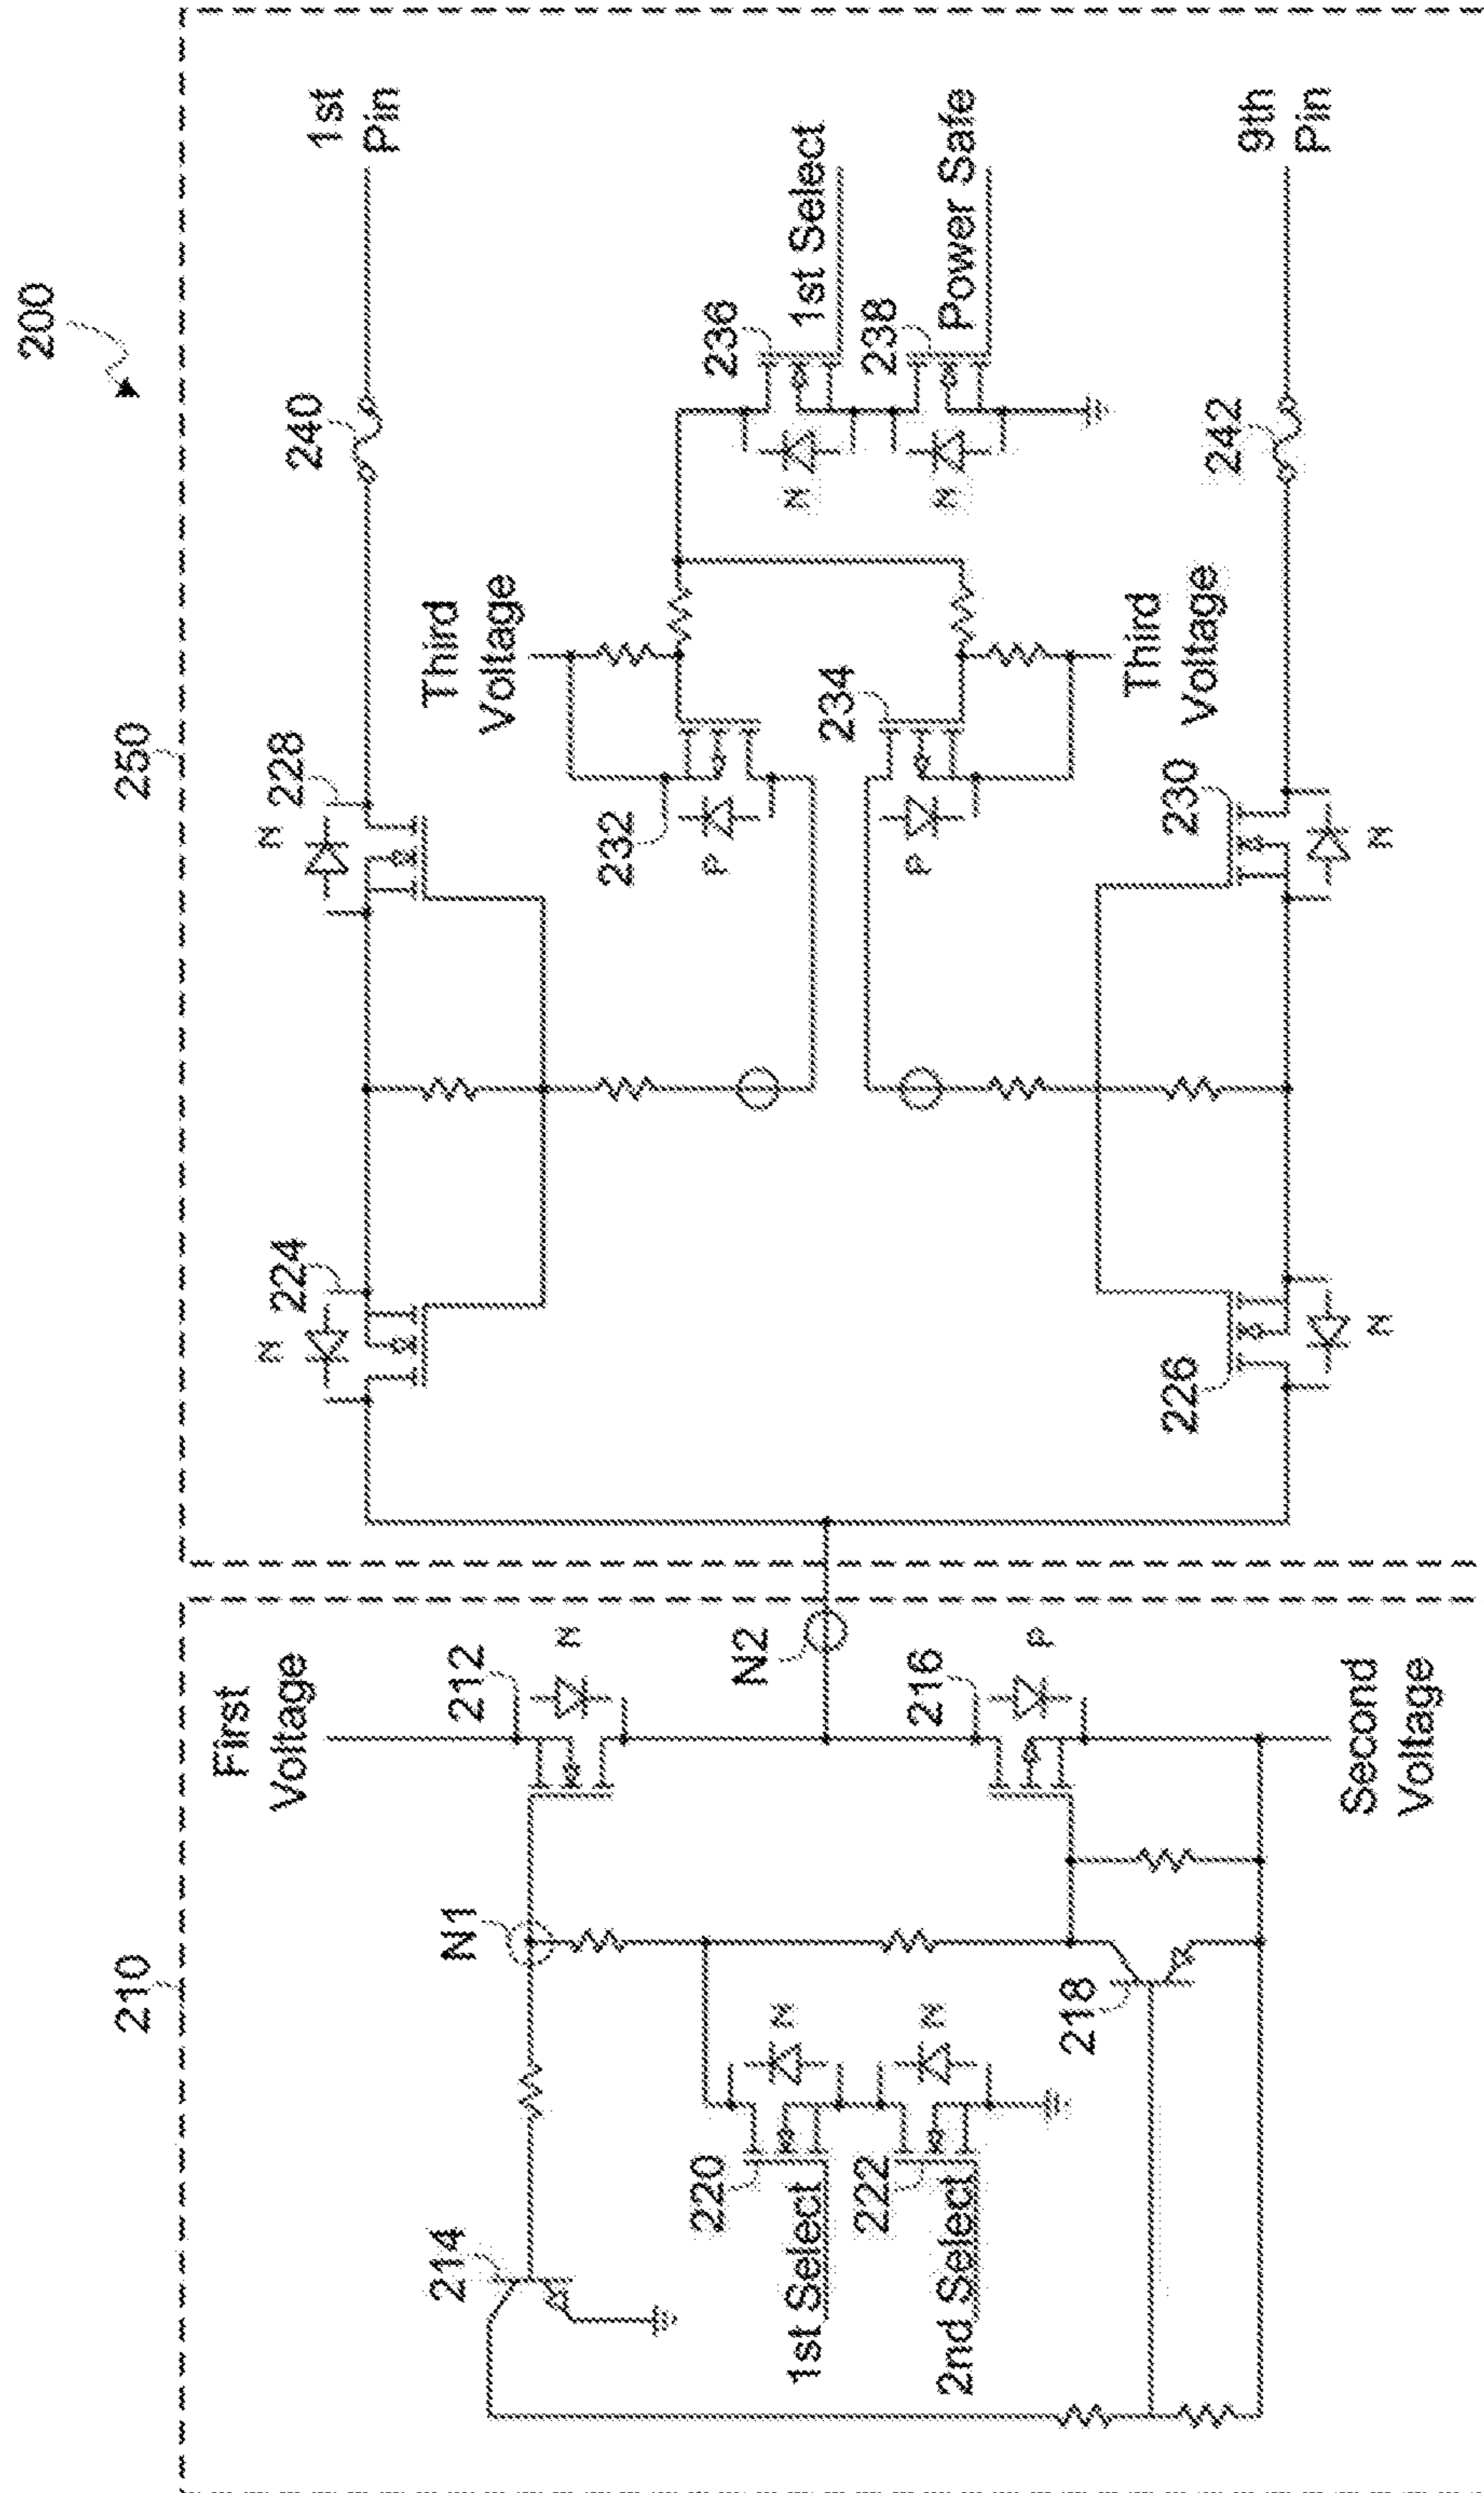 200
210
250
First
Voltage
212
N
N1
214
N2
220
N
1st Select
222
N
2nd Select
216
P
218
Second
Voltage
224
N
228
N
240
1st
Pin
Third
Voltage
232
P
236
N
1st Select
238
N
Power Safe
234
P
Third
Voltage
226
N
230
N
242
9th
Pin